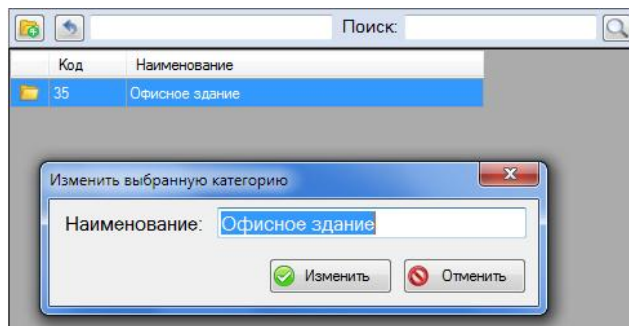 Поиск:
Код Наименование
35 Офисное здание
Изменить выбранную категорию
Наименование: Офисное здание
Изменить Отменить